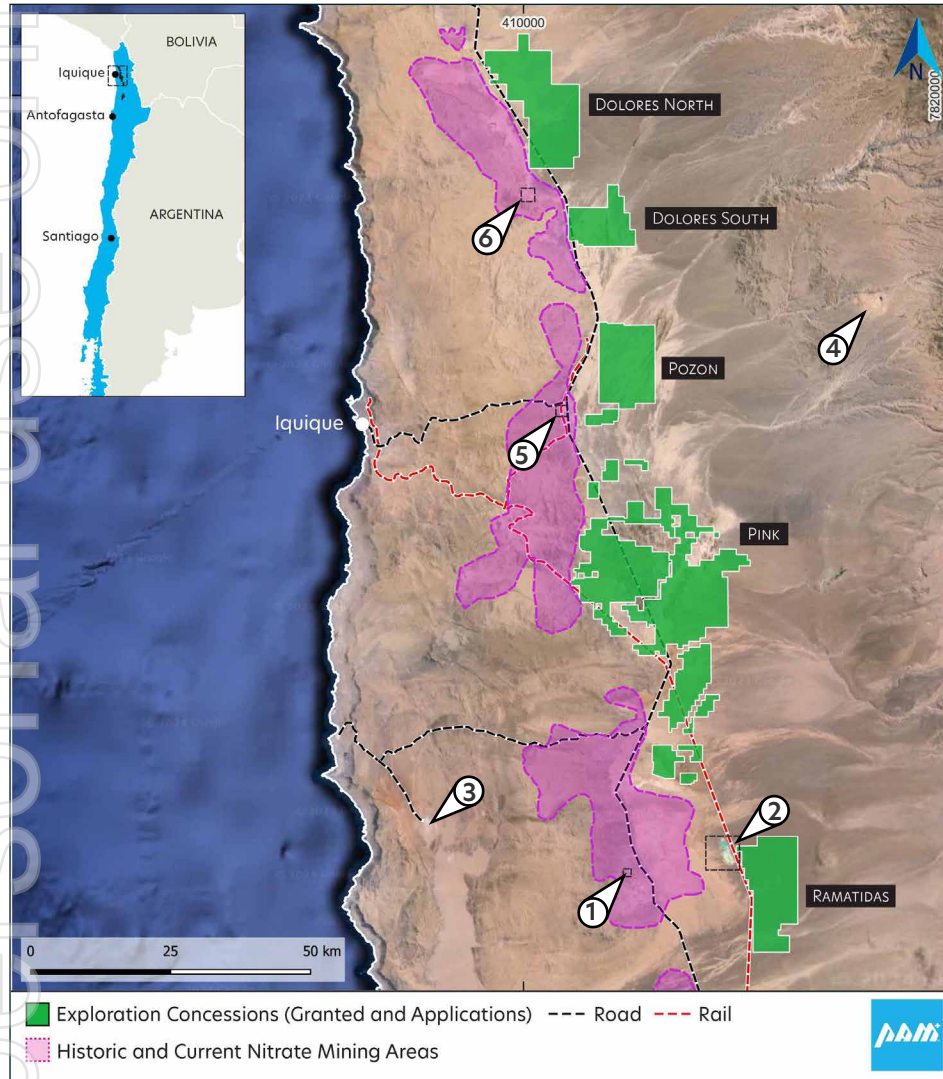 410000
7820000
N
BOLIVIA
Iquique
Antofagasta
ARGENTINA
Santiago
DOLORES NORTH
6
DOLORES SOUTH
4
POZON
Iquique
5
PINK
3
2
1
RAMATIDAS
0 25 50 km
Exploration Concessions (Granted and Applications) Road Rail
Historic and Current Nitrate Mining Areas
PAM